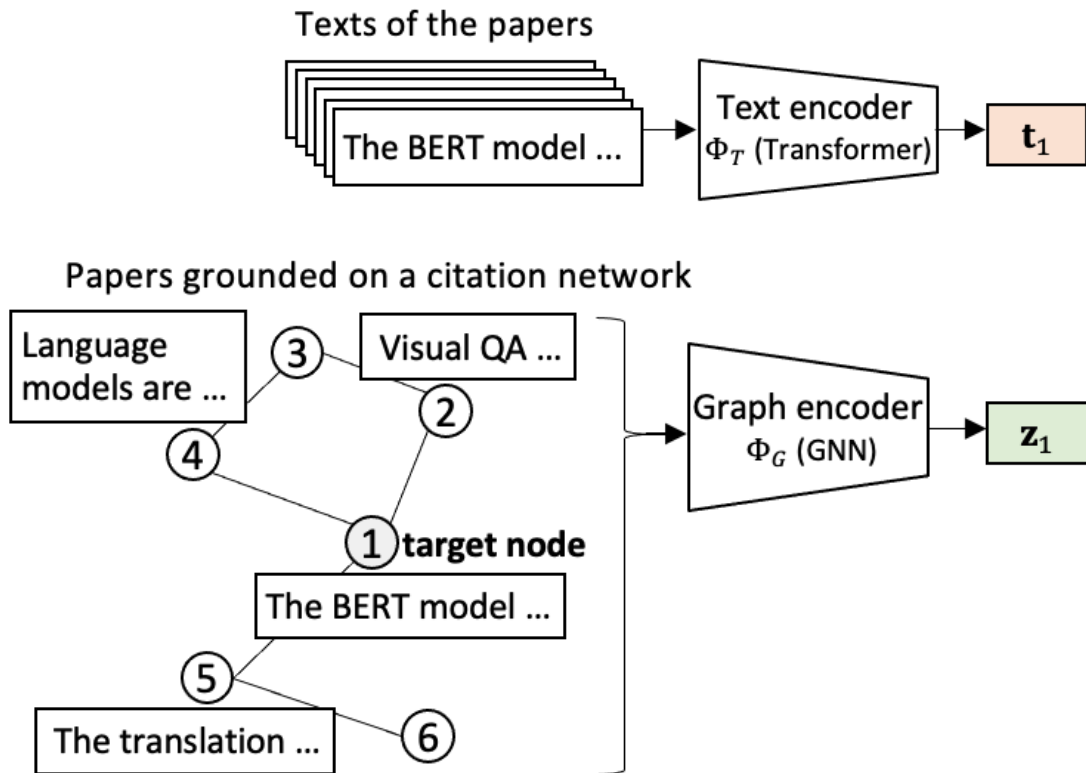 Texts of the papers
The BERT model ...
Text encoder
Φ_T (Transformer)
t₁
Papers grounded on a citation network
Language
models are ...
3
Visual QA ...
2
4
1 target node
The BERT model ...
5
The translation ...
6
Graph encoder
Φ_G (GNN)
z₁